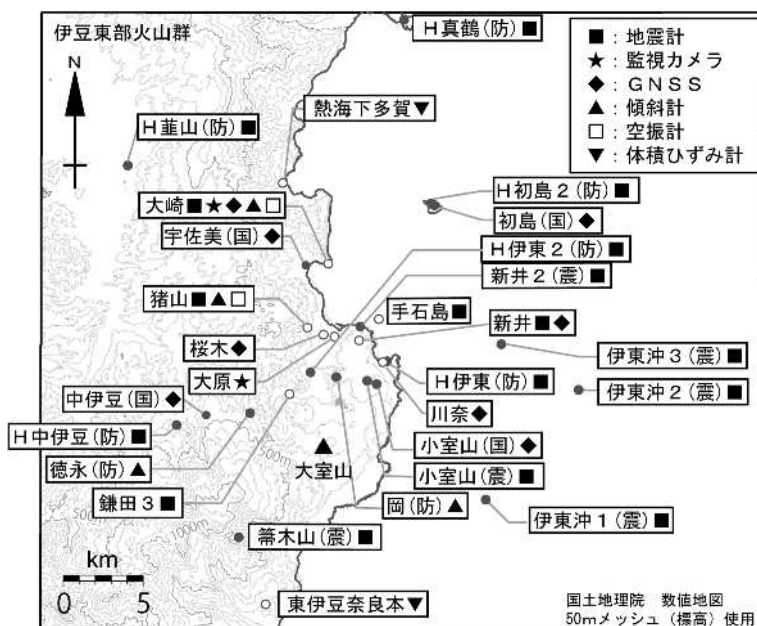 伊豆東部火山群
N
H真鶴(防)■
■：地震計
★：監視カメラ
◆：GNSS
▲：傾斜計
□：空振計
▼：体積ひずみ計
熱海下多賀▼
H韮山(防)■
大崎■★◆▲□
宇佐美(国)◆
H初島2(防)■
初島(国)◆
H伊東2(防)■
新井2(震)■
猪山■▲□
手石島■
新井■◆
桜木◆
伊東沖3(震)■
大原★
H伊東(防)■
伊東沖2(震)■
中伊豆(国)◆
川奈◆
H中伊豆(防)■
小室山(国)◆
徳永(防)▲
大室山
小室山(震)■
鎌田3■
岡(防)▲
伊東沖1(震)■
500m
1000m
箒木山(震)■
km
0 5
東伊豆奈良本▼
国土地理院 数値地図
50mメッシュ(標高)使用